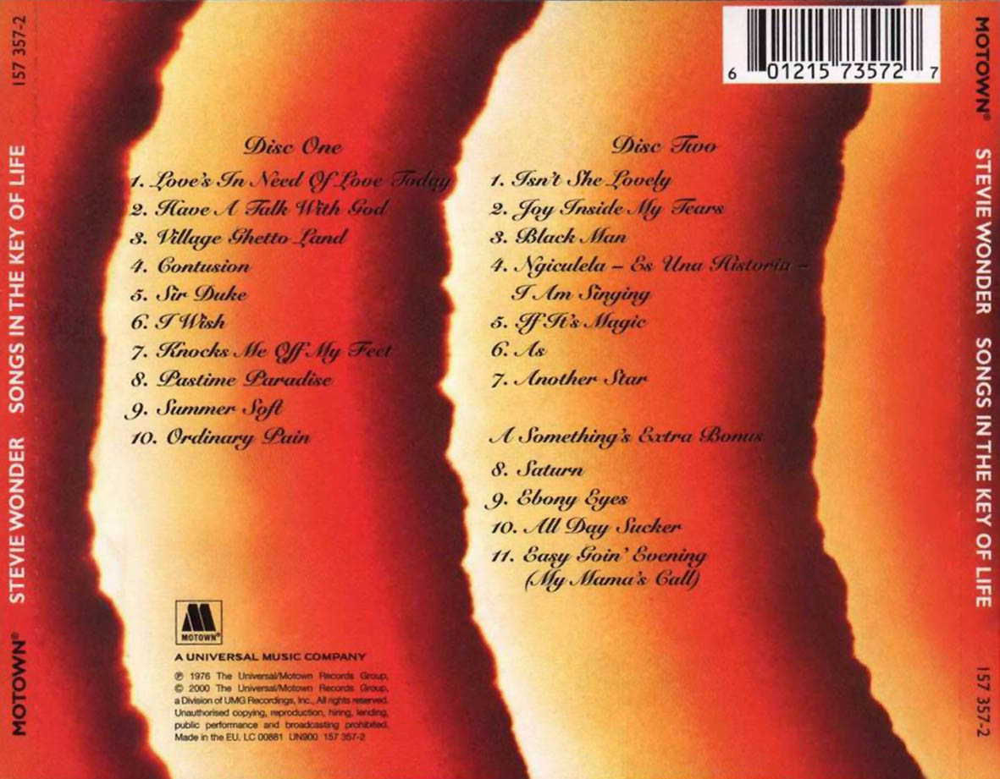 157 357-2
STEVIE WONDER SONGS IN THE KEY OF LIFE
MOTOWN®
6 01215 73572 7
Disc One
1. Love's In Need Of Love Today
2. Have A Talk With God
3. Village Ghetto Land
4. Contusion
5. Sir Duke
6. I Wish
7. Knocks Me Off My Feet
8. Pastime Paradise
9. Summer Soft
10. Ordinary Pain
Disc Two
1. Isn't She Lovely
2. Joy Inside My Tears
3. Black Man
4. Ngiculela – Es Una Historia –
I Am Singing
5. If It's Magic
6. As
7. Another Star
A Something's Extra Bonus
8. Saturn
9. Ebony Eyes
10. All Day Sucker
11. Easy Goin' Evening
(My Mama's Call)
MOTOWN®
A UNIVERSAL MUSIC COMPANY
℗ 1976 The Universal/Motown Records Group,
© 2000 The Universal/Motown Records Group,
a Division of UMG Recordings, Inc., All rights reserved.
Unauthorised copying, reproduction, hiring, lending,
public performance and broadcasting prohibited.
Made in the EU. LC 00881 UN900 157 357-2
MOTOWN®
STEVIE WONDER SONGS IN THE KEY OF LIFE
157 357-2